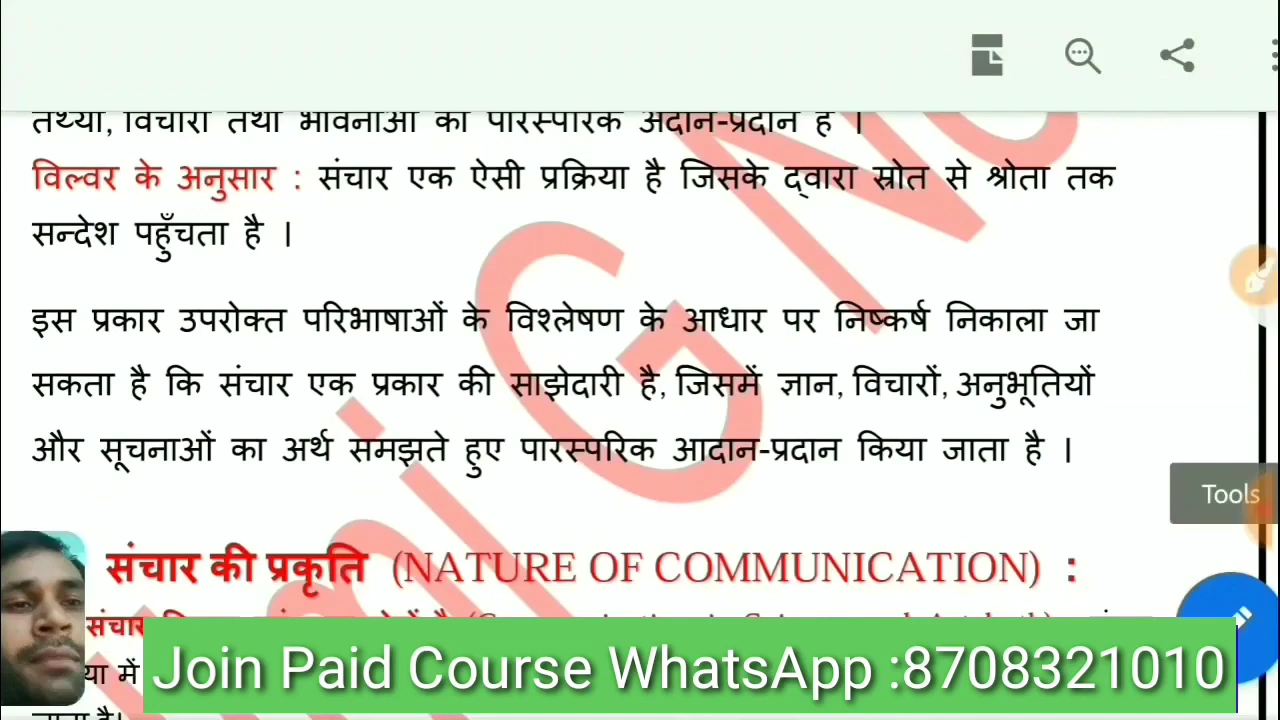 तथ्यों, विचारों तथा भावनाओं का पारस्परिक अदान-प्रदान है ।
विल्वर के अनुसार : संचार एक ऐसी प्रक्रिया है जिसके द्वारा स्रोत से श्रोता तक
सन्देश पहुँचता है ।
इस प्रकार उपरोक्त परिभाषाओं के विश्लेषण के आधार पर निष्कर्ष निकाला जा
सकता है कि संचार एक प्रकार की साझेदारी है, जिसमें ज्ञान, विचारों, अनुभूतियों
और सूचनाओं का अर्थ समझते हुए पारस्परिक आदान-प्रदान किया जाता है ।
Tools
संचार की प्रकृति (NATURE OF COMMUNICATION) :
संचार
में
Join Paid Course WhatsApp :8708321010